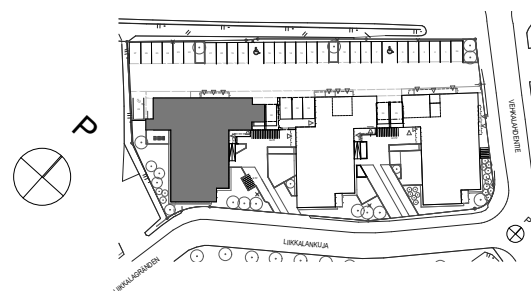 P
VEHKALAHDENTIE
P
LIIKKALANKUJA
LIIKKALAGRÄNDEN